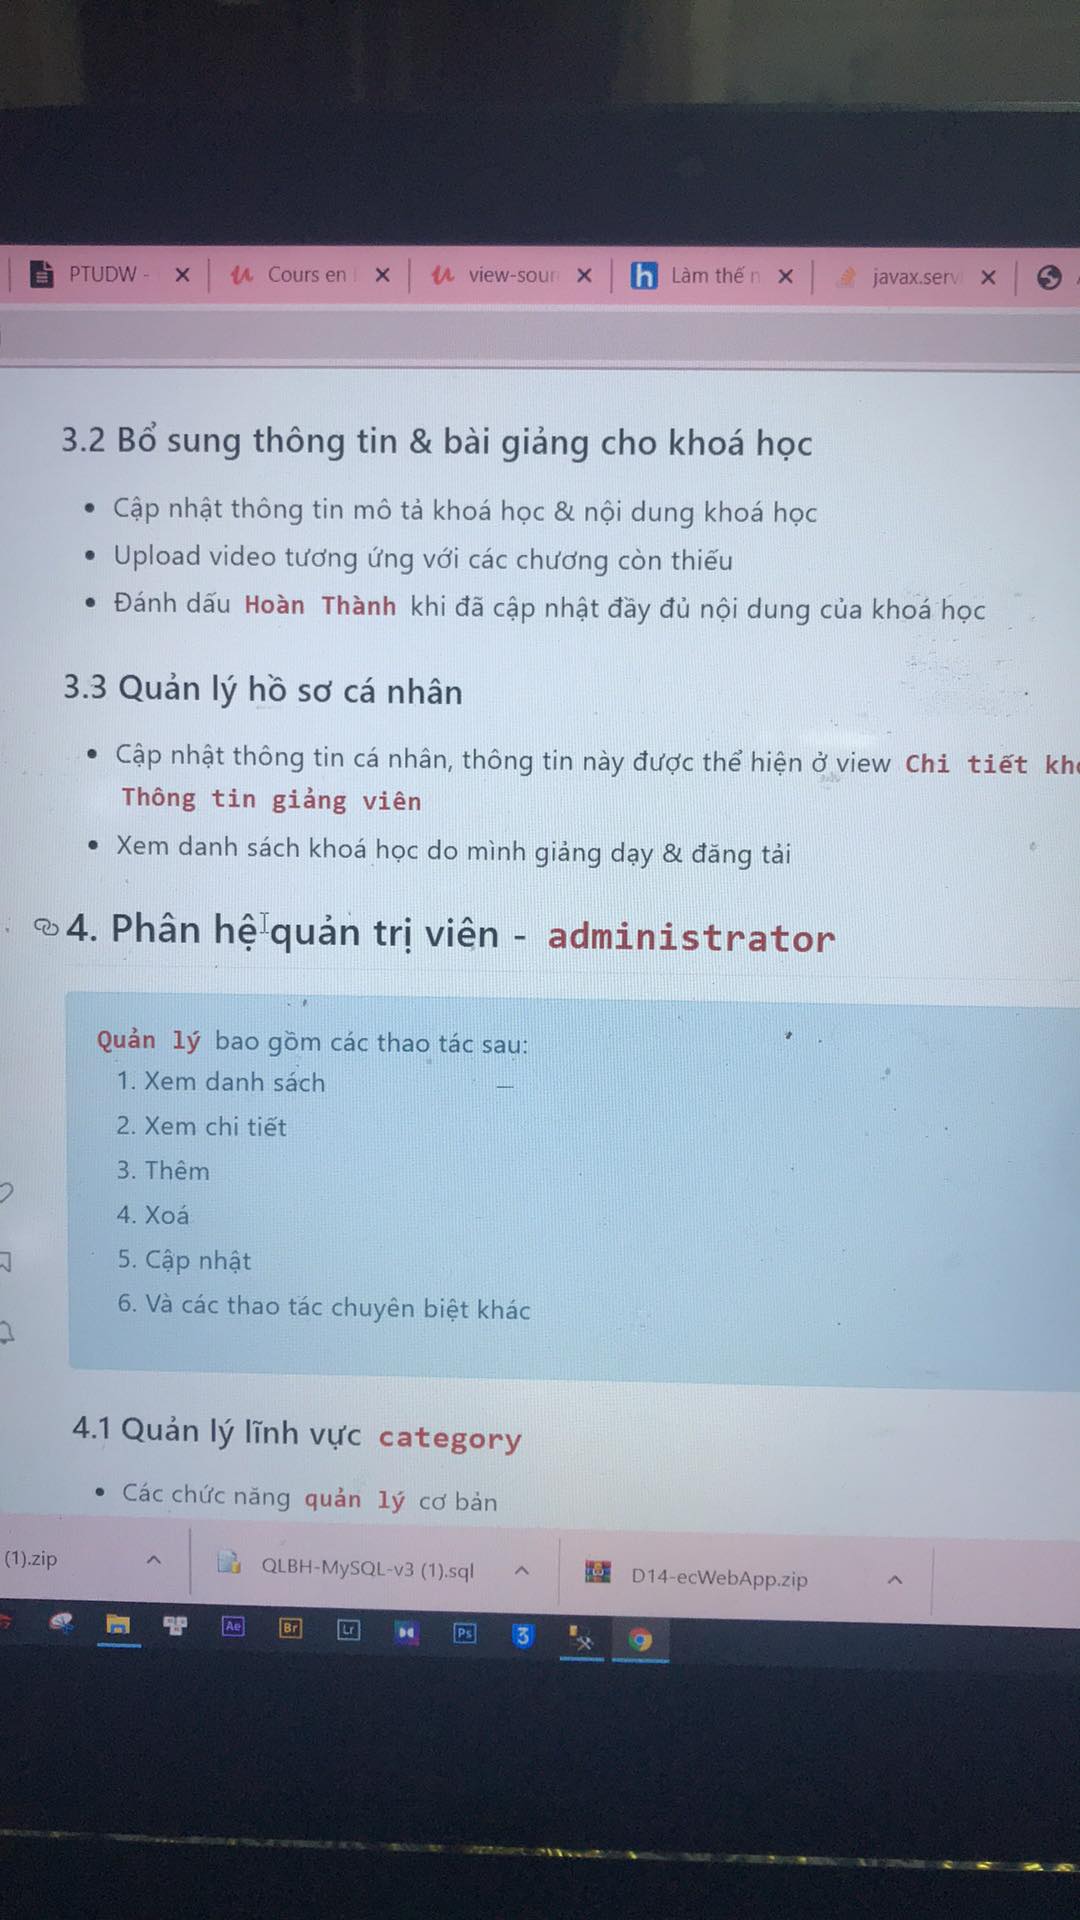 PTUDW -
Cours en
view-sour
Làm thế n
javax.serv
3.2 Bổ sung thông tin & bài giảng cho khoá học
• Cập nhật thông tin mô tả khoá học & nội dung khoá học
• Upload video tương ứng với các chương còn thiếu
• Đánh dấu Hoàn Thành khi đã cập nhật đầy đủ nội dung của khoá học
3.3 Quản lý hồ sơ cá nhân
• Cập nhật thông tin cá nhân, thông tin này được thể hiện ở view Chi tiết
Thông tin giảng viên
• Xem danh sách khoá học do mình giảng dạy & đăng tải
4. Phân hệ quản trị viên - administrator
Quản lý bao gồm các thao tác sau:
1. Xem danh sách
2. Xem chi tiết
3. Thêm
4. Xoá
5. Cập nhật
6. Và các thao tác chuyên biệt khác
4.1 Quản lý lĩnh vực category
• Các chức năng quản lý cơ bản
(1).zip
QLBH-MySQL-v3 (1).sql
D14-ecWebApp.zip
Ae
Br
Lr
Ps
3